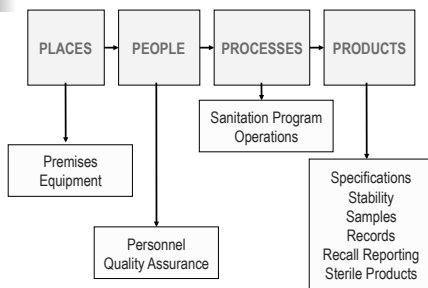 PLACES
PEOPLE
PROCESSES
PRODUCTS
Sanitation Program
Operations
Premises
Equipment
Personnel
Quality Assurance
Specifications
Stability
Samples
Records
Recall Reporting
Sterile Products